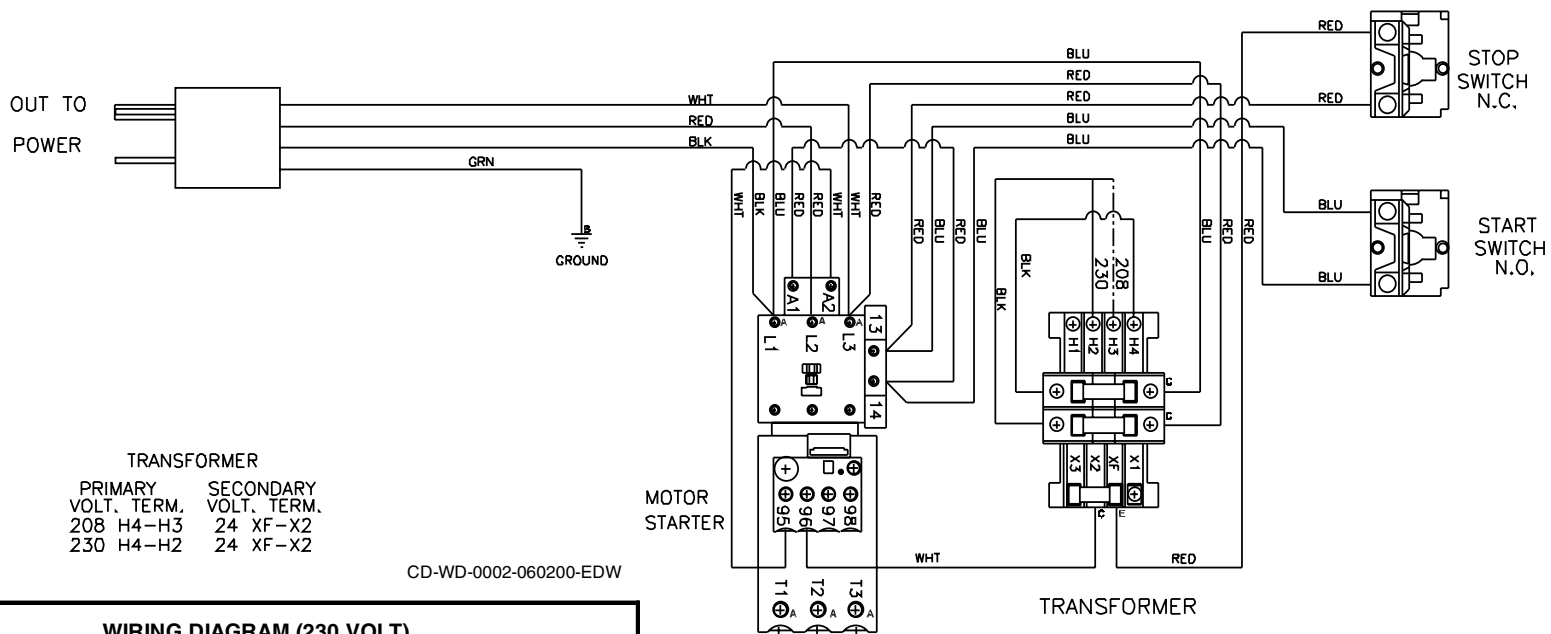 OUT TO
POWER
WHT
RED
BLK
GRN
B
GROUND
BLU
RED
RED
BLU
BLU
RED
RED
STOP
SWITCH
N.C.
BLU
BLU
START
SWITCH
N.O.
WHT
BLK
BLU
RED
RED
WHT
WHT
RED
RED
BLU
RED
BLU
BLK
BLK
230
208
BLU
RED
RED
A1
A2
A
A
A
L1
L2
L3
13
14
H1
H2
H3
H4
C
C
X3
X2
XF
X1
C
E
MOTOR
STARTER
95
96
97
98
WHT
RED
T1
T2
T3
A
A
A
TRANSFORMER
TRANSFORMER
PRIMARY SECONDARY
VOLT. TERM. VOLT. TERM.
208 H4-H3 24 XF-X2
230 H4-H2 24 XF-X2
CD-WD-0002-060200-EDW
WIRING DIAGRAM (230 VOLT)